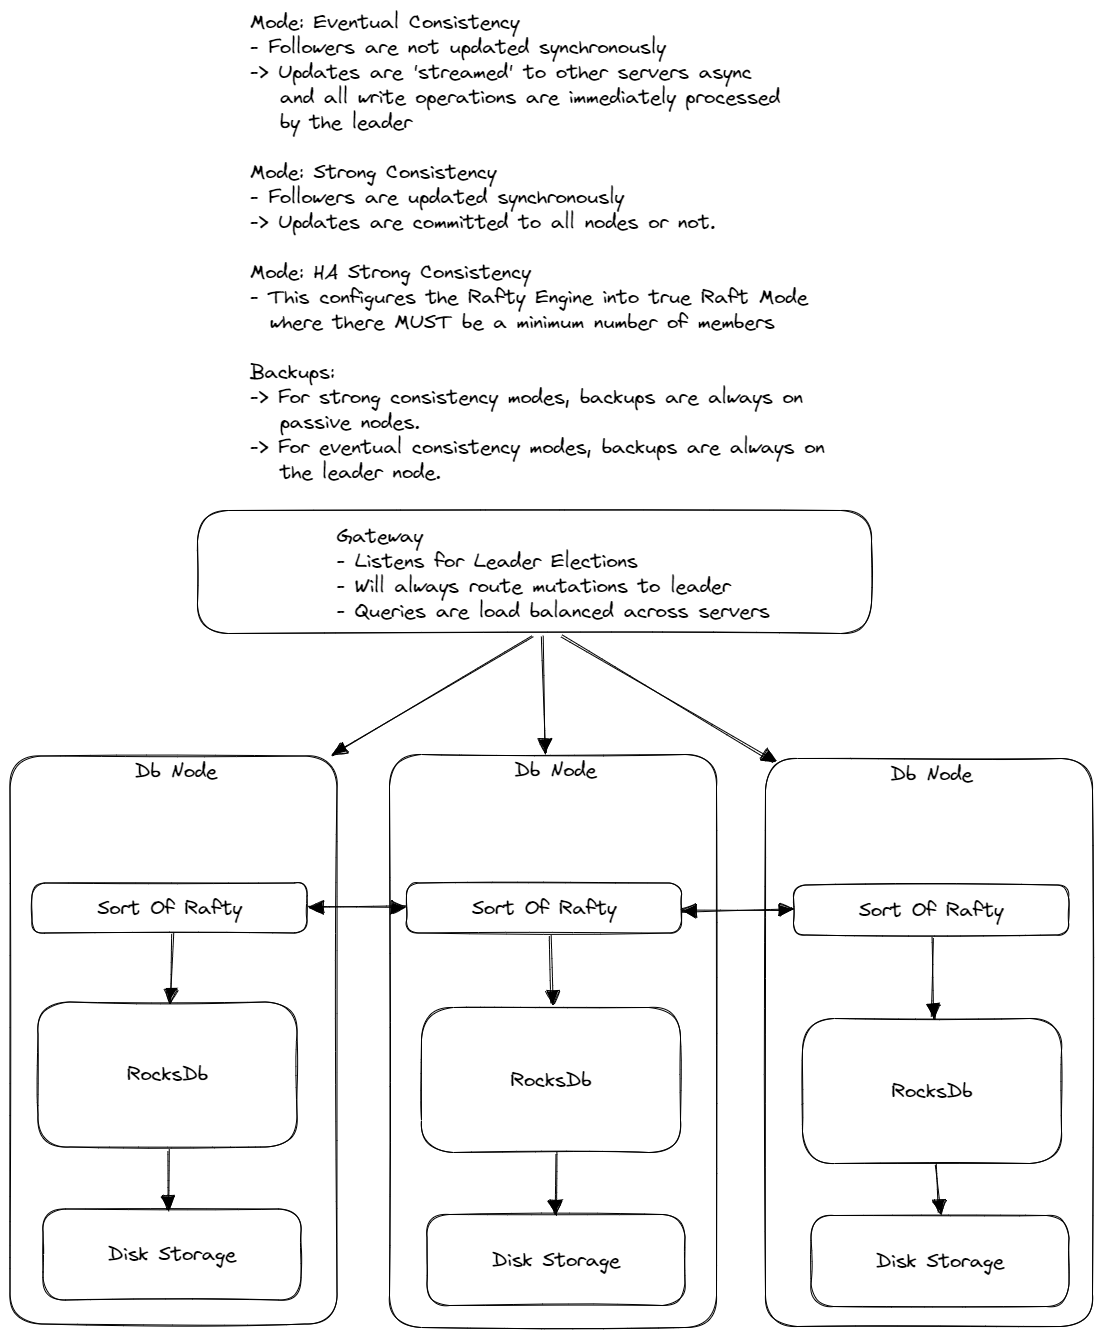 Mode: Eventual Consistency
- Followers are not updated synchronously
-> Updates are 'streamed' to other servers async
and all write operations are immediately processed
by the leader
Mode: Strong Consistency
- Followers are updated synchronously
-> Updates are committed to all nodes or not.
Mode: HA Strong Consistency
- This configures the Rafty Engine into true Raft Mode
where there MUST be a minimum number of members
Backups:
-> For strong consistency modes, backups are always on
passive nodes.
-> For eventual consistency modes, backups are always on
the leader node.
Gateway
- Listens for Leader Elections
- Will always route mutations to leader
- Queries are load balanced across servers
Db Node
Sort Of Rafty
RocksDb
Disk Storage
Db Node
Sort Of Rafty
RocksDb
Disk Storage
Db Node
Sort Of Rafty
RocksDb
Disk Storage